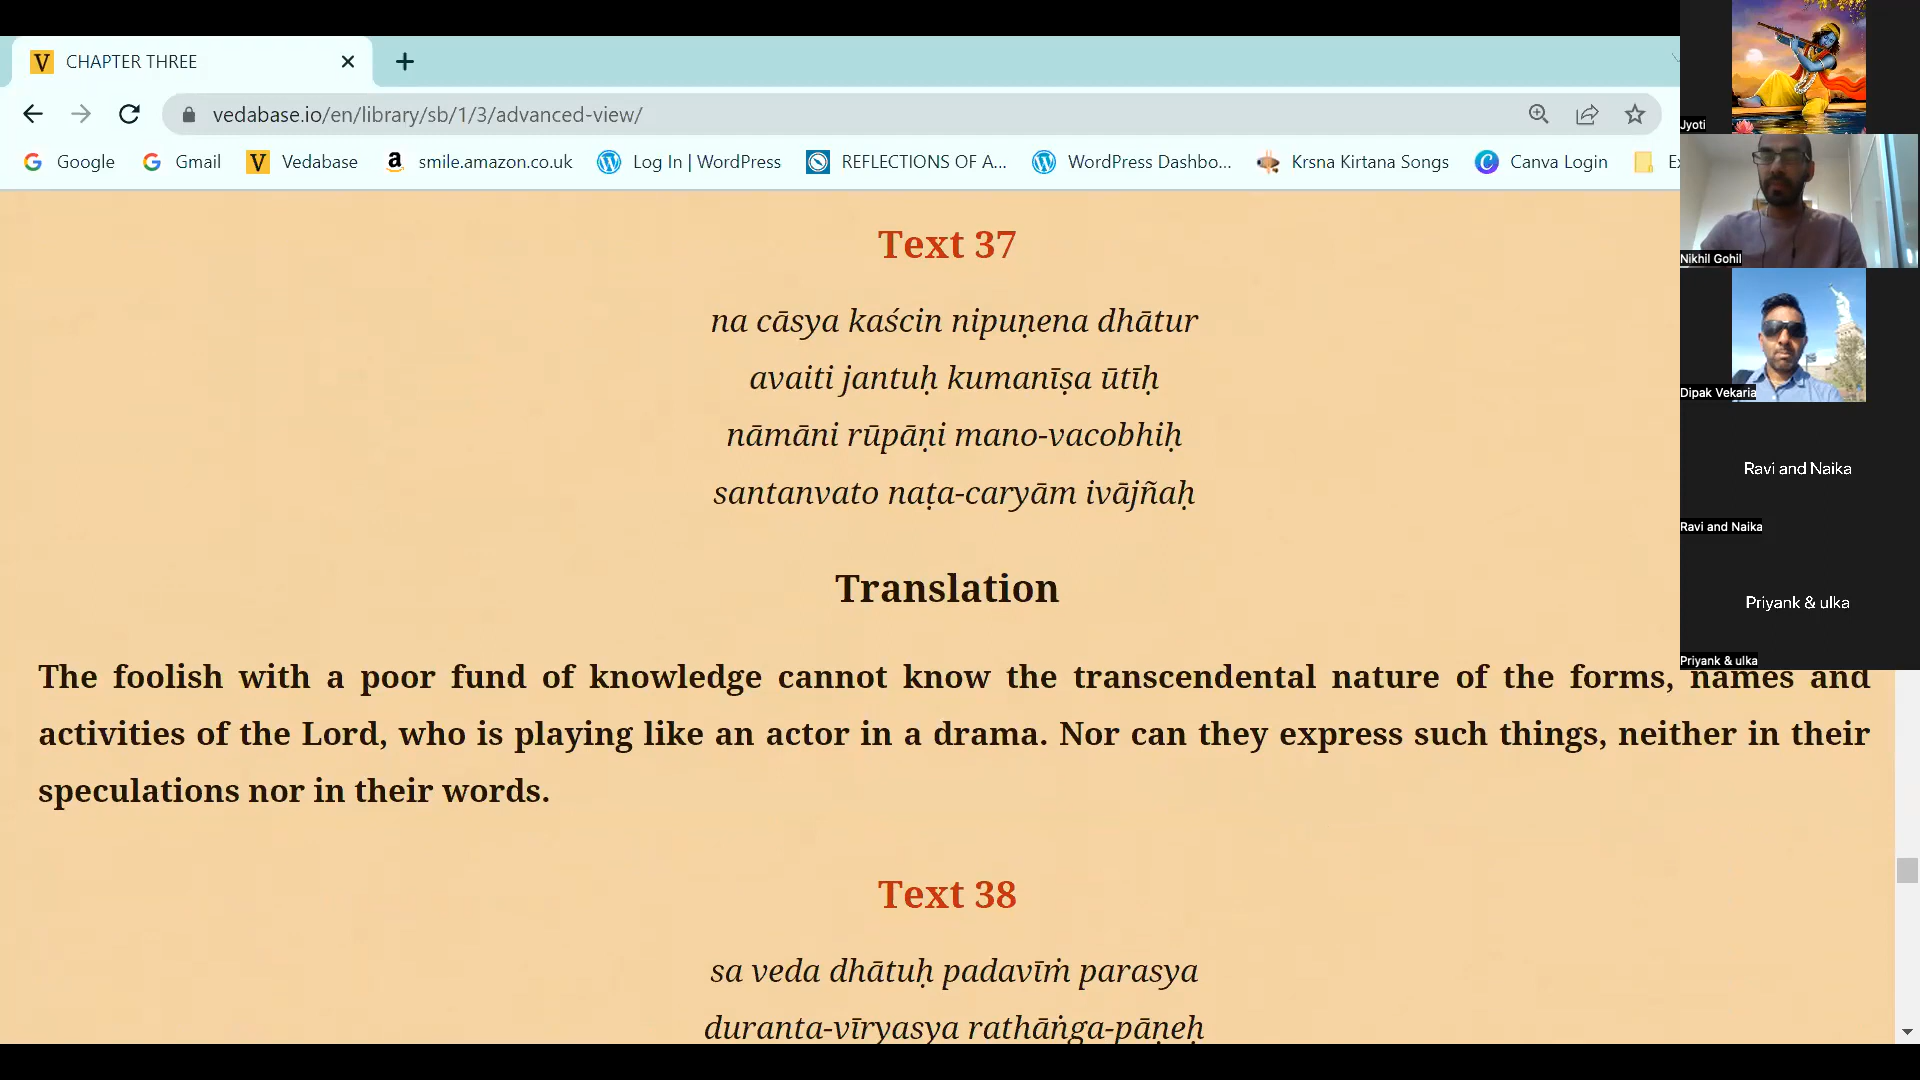 CHAPTER THREE
vedabase.io/en/library/sb/1/3/advanced-view/
Google Gmail Vedabase smile.amazon.co.uk Log In | WordPress REFLECTIONS OF A... WordPress Dashbo... Krsna Kirtana Songs Canva Login
Text 37
na cāsya kaścin nipuṇena dhātur
avaiti jantuḥ kumanīṣa ūtīḥ
nāmāni rūpāṇi mano-vacobhiḥ
santanvato naṭa-caryām ivājñaḥ
Translation
The foolish with a poor fund of knowledge cannot know the transcendental nature of the forms, names and
activities of the Lord, who is playing like an actor in a drama. Nor can they express such things, neither in their
speculations nor in their words.
Text 38
sa veda dhātuḥ padavīṁ parasya
duranta-vīryasya rathāṅga-pāṇeḥ
Jyoti
Nikhil Gohil
Dipak Vekaria
Ravi and Naika
Ravi and Naika
Priyank & ulka
Priyank & ulka